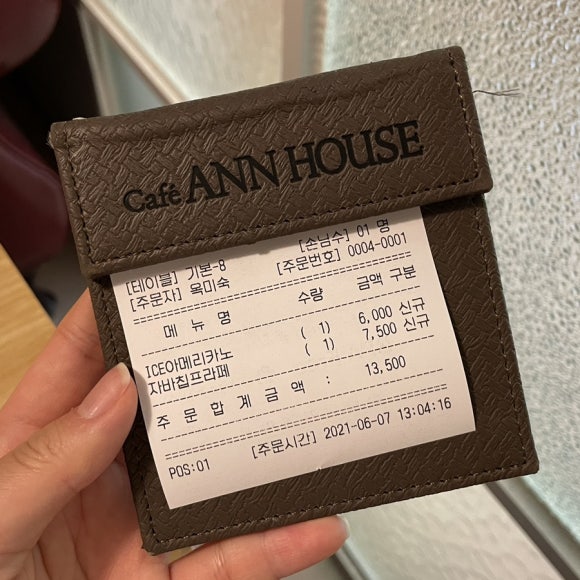 Café ANN HOUSE
[테이블] 기본-8 [손님수] 01 명
[주문자] 옥미숙 [주문번호] 0004-0001
메 뉴 명 수량 금액 구분
ICE아메리카노 ( 1) 6,000 신규
자바칩프라페 ( 1) 7,500 신규
주 문 합 계 금 액 : 13,500
[주문시간] 2021-06-07 13:04:16
POS:01